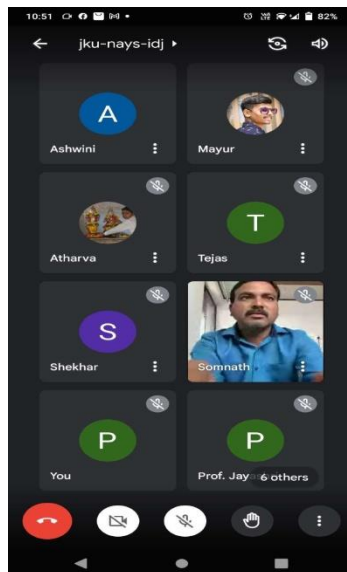 10:51 82%
jku-nays-idj
A
Ashwini
Mayur
Atharva
T
Tejas
S
Shekhar
Somnath
P
You
P
Prof. Jay
6 others